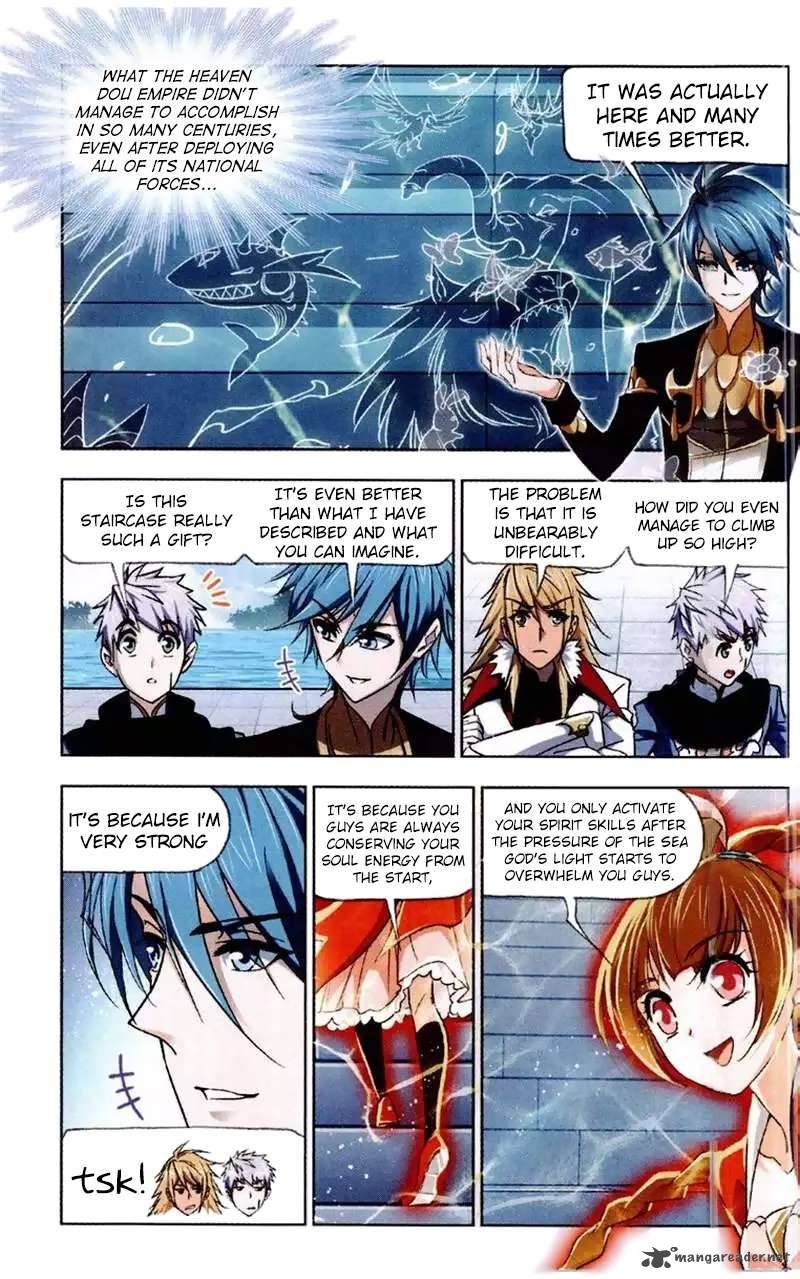 WHAT THE HEAVEN
DOU EMPIRE DIDN'T
MANAGE TO ACCOMPLISH
IN SO MANY CENTURIES,
EVEN AFTER DEPLOYING
ALL OF ITS NATIONAL
FORCES...
IT WAS ACTUALLY
HERE AND MANY
TIMES BETTER.
IS THIS
STAIRCASE REALLY
SUCH A GIFT?
IT'S EVEN BETTER
THAN WHAT I HAVE
DESCRIBED AND WHAT
YOU CAN IMAGINE.
THE PROBLEM
IS THAT IT IS
UNBEARABLY
DIFFICULT.
HOW DID YOU EVEN
MANAGE TO CLIMB
UP SO HIGH?
IT'S BECAUSE I'M
VERY STRONG
tsk!
IT'S BECAUSE YOU
GUYS ARE ALWAYS
CONSERVING YOUR
SOUL ENERGY FROM
THE START,
AND YOU ONLY ACTIVATE
YOUR SPIRIT SKILLS AFTER
THE PRESSURE OF THE SEA
GOD'S LIGHT STARTS TO
OVERWHELM YOU GUYS.
mangareader.net